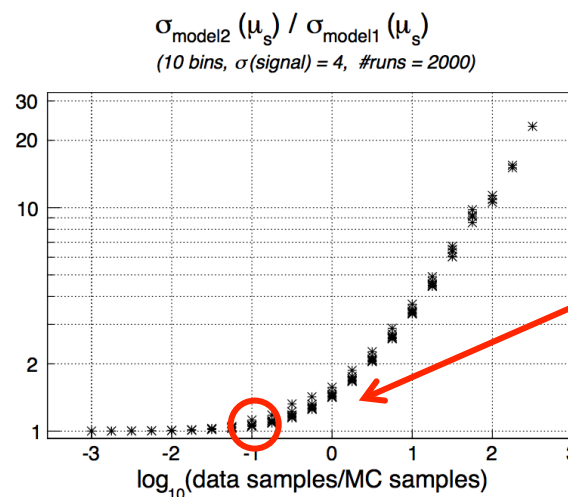 σmodel2 (μs) / σmodel1 (μs)
(10 bins, σ(signal) = 4, #runs = 2000)
30
20
10
2
1
-3 -2 -1 0 1 2 3
log10(data samples/MC samples)